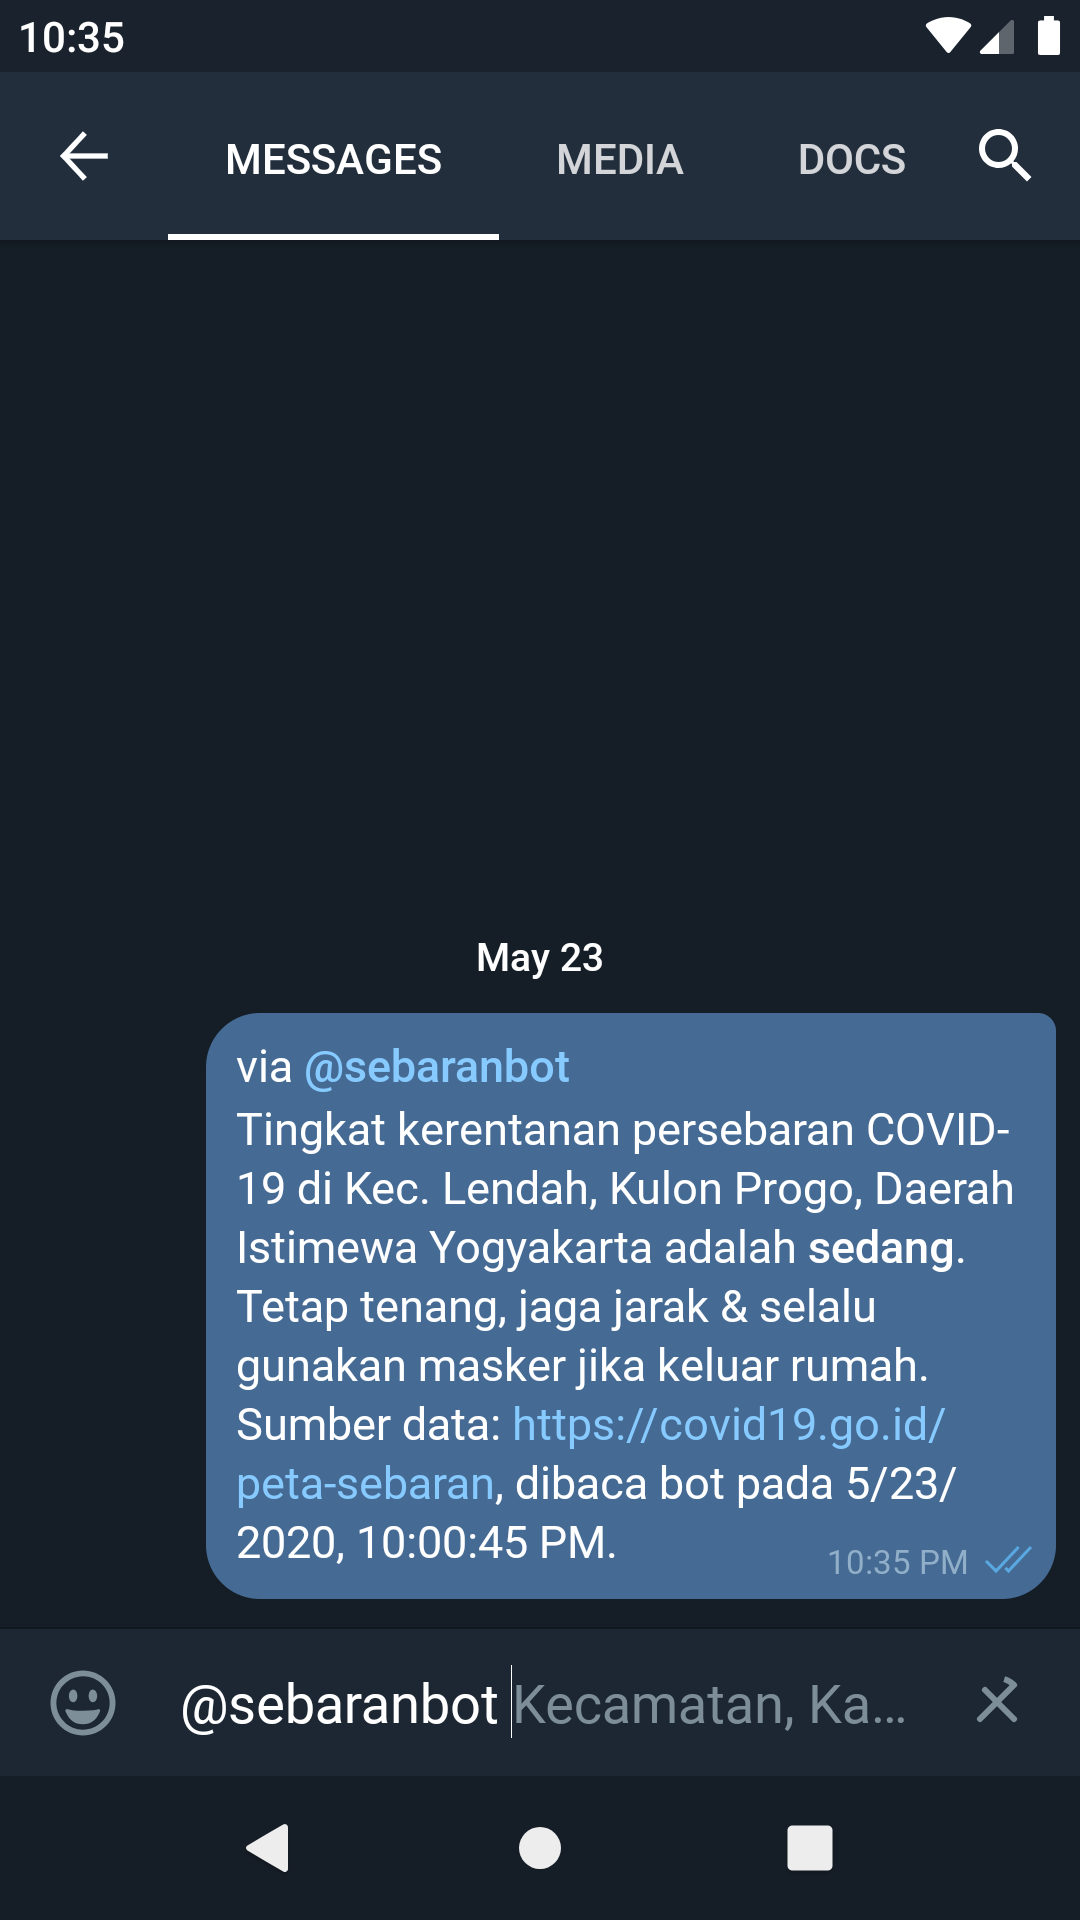 10:35
MESSAGES MEDIA DOCS
May 23
via @sebaranbot
Tingkat kerentanan persebaran COVID-
19 di Kec. Lendah, Kulon Progo, Daerah
Istimewa Yogyakarta adalah sedang.
Tetap tenang, jaga jarak & selalu
gunakan masker jika keluar rumah.
Sumber data: https://covid19.go.id/
peta-sebaran, dibaca bot pada 5/23/
2020, 10:00:45 PM.
10:35 PM
@sebaranbot Kecamatan, Ka...